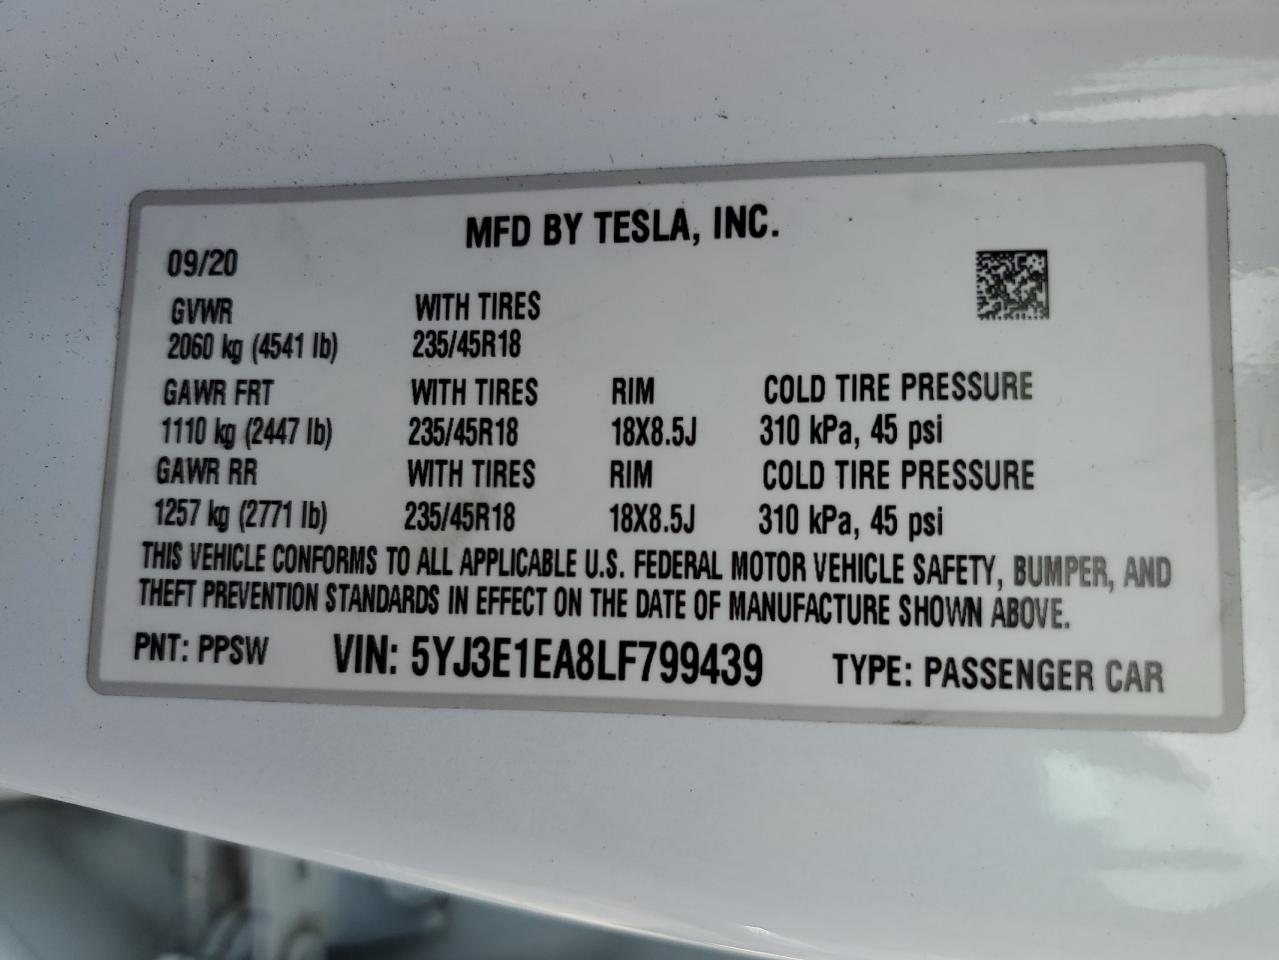 MFD BY TESLA, INC.
09/20
GVWR WITH TIRES
2060 kg (4541 lb) 235/45R18
GAWR FRT WITH TIRES RIM COLD TIRE PRESSURE
1110 kg (2447 lb) 235/45R18 18X8.5J 310 kPa, 45 psi
GAWR RR WITH TIRES RIM COLD TIRE PRESSURE
1257 kg (2771 lb) 235/45R18 18X8.5J 310 kPa, 45 psi
THIS VEHICLE CONFORMS TO ALL APPLICABLE U.S. FEDERAL MOTOR VEHICLE SAFETY, BUMPER, AND
THEFT PREVENTION STANDARDS IN EFFECT ON THE DATE OF MANUFACTURE SHOWN ABOVE.
PNT: PPSW VIN: 5YJ3E1EA8LF799439 TYPE: PASSENGER CAR